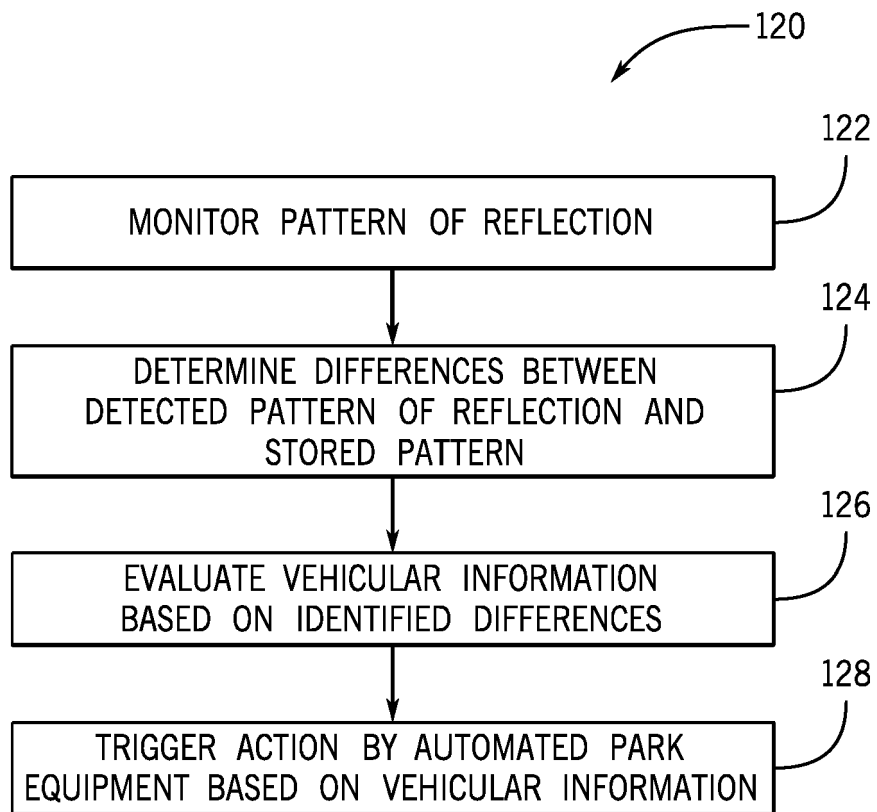 120
122
MONITOR PATTERN OF REFLECTION
124
DETERMINE DIFFERENCES BETWEEN
DETECTED PATTERN OF REFLECTION AND
STORED PATTERN
126
EVALUATE VEHICULAR INFORMATION
BASED ON IDENTIFIED DIFFERENCES
128
TRIGGER ACTION BY AUTOMATED PARK
EQUIPMENT BASED ON VEHICULAR INFORMATION